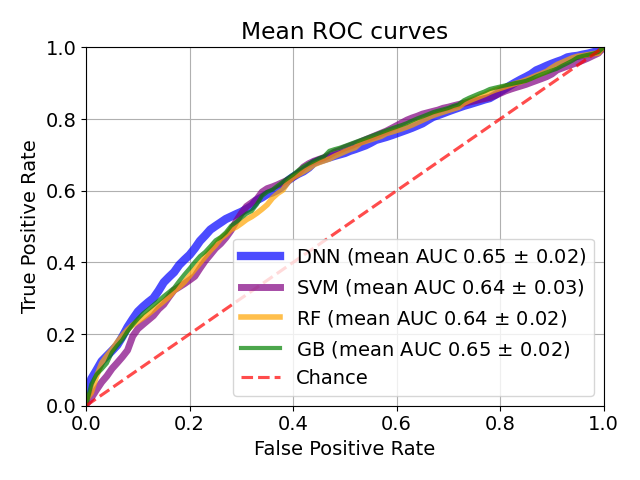 Mean ROC curves
1.0
0.8
0.6
0.4
0.2
0.0
True Positive Rate
DNN (mean AUC 0.65 ± 0.02)
SVM (mean AUC 0.64 ± 0.03)
RF (mean AUC 0.64 ± 0.02)
GB (mean AUC 0.65 ± 0.02)
Chance
0.0 0.2 0.4 0.6 0.8 1.0
False Positive Rate